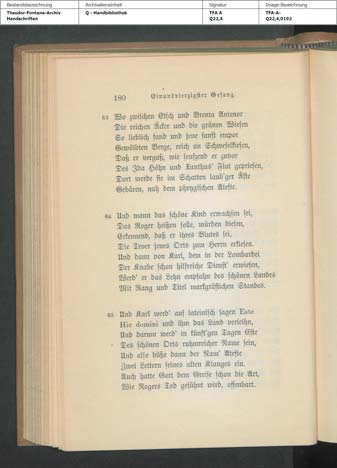 Bestandsbezeichnung Archivalieneinheit Signatur Image-Bezeichnung
Theodor-Fontane-Archiv Q - Handbibliothek TFA A TFA-A-
Handschriften Q22,4 Q22,4,0192
180 Einundvierzigster Gesang.
63 Wo zwischen Etsch und Brenta Antenor
Die reichen Äcker und die grünen Wiesen
So lieblich fand und jene sanft empor
Gewölbten Berge, reich an Schwefelkiesen,
Daß er vergaß, wie seufzend er zuvor
Des Ida Höhn und Xanthus' Flut gepriesen,
Dort werde sie im Schatten laub'ger Äste
Gebären, nah dem phrygischen Ateste.
64 Und wann das schöne Kind erwachsen sei,
Das Roger heißen solle, würden diesen,
Erkennend, daß er ihres Blutes sei,
Die Troer jenes Orts zum Herrn erkiesen.
Und dann von Karl, dem in der Lombardei
Der Knabe schon hilfreiche Dienst' erwiesen,
Werd' er das Lehn empfahn des schönen Landes
Mit Rang und Titel markgräflichen Standes.
65 Und Karl werd' auf lateinisch sagen Este
Hic domini und ihm das Land verleihn,
Und darum werd' in künft'gen Tagen Este
Des schönen Orts ruhmreicher Name sein,
Und also büße dann der Nam' Ateste
Zwei Lettern seines alten Klanges ein.
Auch hatte Gott dem Greise schon die Art,
Wie Rogers Tod gesühnt wird, offenbart.